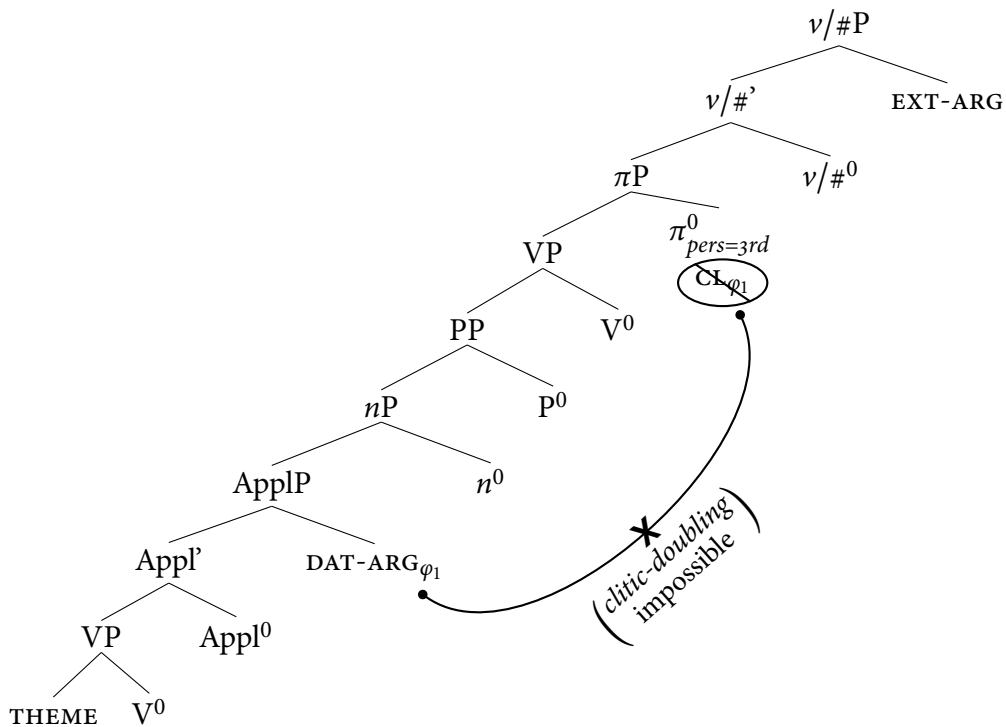 v/#P
v/#’ EXT-ARG
πP v/#⁰
VP π⁰pers=3rd
CLφ₁
PP V⁰
nP P⁰
ApplP n⁰
Appl’ DAT-ARGφ₁
(clitic-doubling
impossible)
VP Appl⁰
THEME V⁰